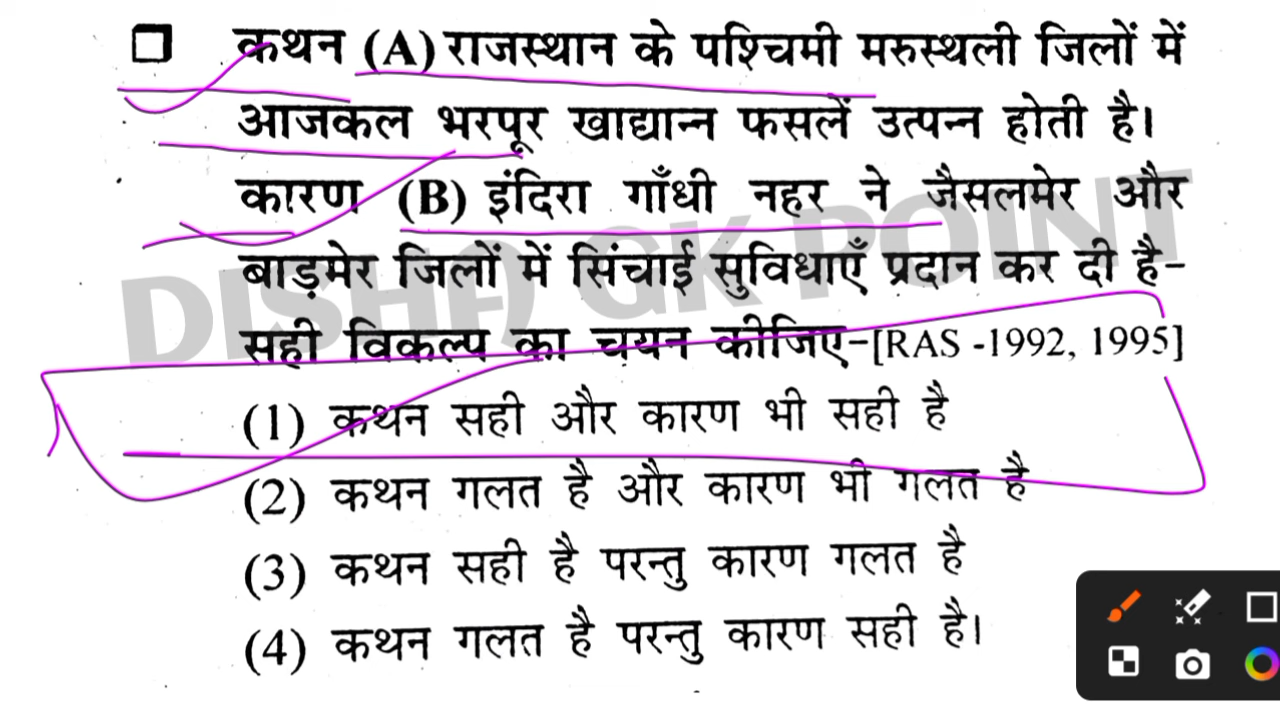 कथन (A) राजस्थान के पश्चिमी मरुस्थली जिलों में
आजकल भरपूर खाद्यान्न फसलें उत्पन्न होती है।
कारण (B) इंदिरा गाँधी नहर ने जैसलमेर और
बाड़मेर जिलों में सिंचाई सुविधाएँ प्रदान कर दी है-
सही विकल्प का चयन कीजिए-[RAS -1992, 1995]
(1) कथन सही और कारण भी सही है
(2) कथन गलत है और कारण भी गलत है
(3) कथन सही है परन्तु कारण गलत है
(4) कथन गलत है परन्तु कारण सही है।
GK POINT